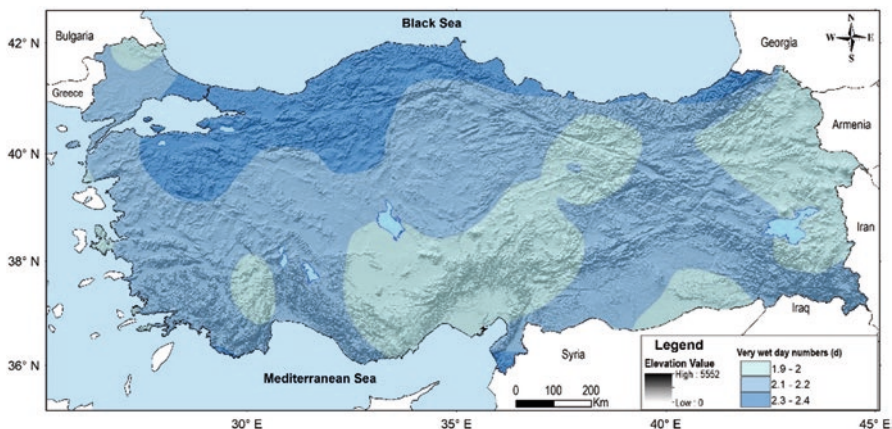 Black Sea
Bulgaria
Georgia
Greece
Armenia
Iran
Iraq
Syria
Mediterranean Sea
N
W E
S
42° N
40° N
38° N
36° N
30° E
35° E
40° E
45° E
0 100 200
Km
Legend
Elevation Value
High : 5552
Low : 0
Very wet day numbers (d)
1.9 - 2
2.1 - 2.2
2.3 - 2.4